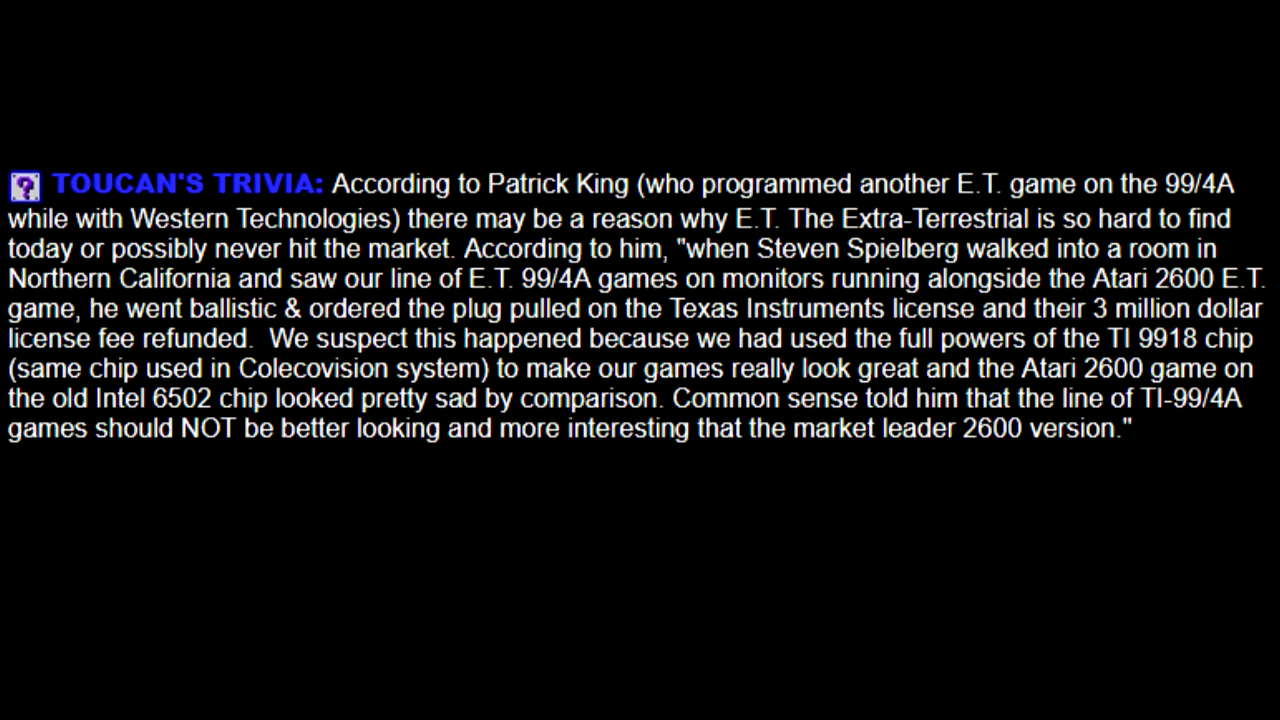 TOUCAN'S TRIVIA: According to Patrick King (who programmed another E.T. game on the 99/4A
while with Western Technologies) there may be a reason why E.T. The Extra-Terrestrial is so hard to find
today or possibly never hit the market. According to him, "when Steven Spielberg walked into a room in
Northern California and saw our line of E.T. 99/4A games on monitors running alongside the Atari 2600 E.T.
game, he went ballistic & ordered the plug pulled on the Texas Instruments license and their 3 million dollar
license fee refunded.  We suspect this happened because we had used the full powers of the TI 9918 chip
(same chip used in Colecovision system) to make our games really look great and the Atari 2600 game on
the old Intel 6502 chip looked pretty sad by comparison. Common sense told him that the line of TI-99/4A
games should NOT be better looking and more interesting that the market leader 2600 version."